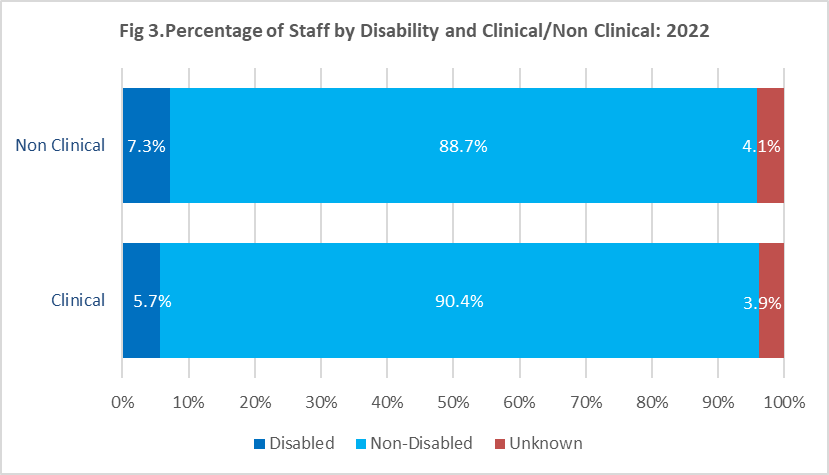 Fig 3.Percentage of Staff by Disability and Clinical/Non Clinical: 2022
Non Clinical
7.3%
88.7%
4.1%
Clinical
5.7%
90.4%
3.9%
0% 10% 20% 30% 40% 50% 60% 70% 80% 90% 100%
Disabled Non-Disabled Unknown